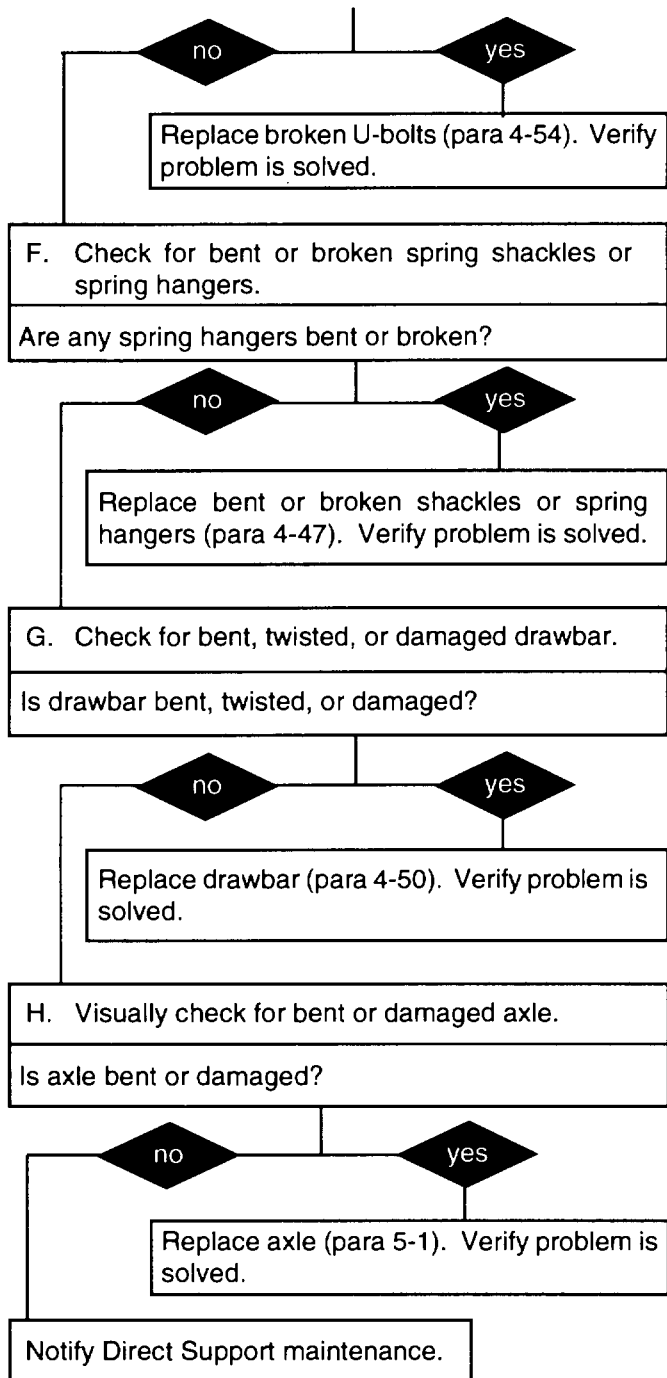 no
yes
Replace broken U-bolts (para 4-54). Verify
problem is solved.
F. Check for bent or broken spring shackles or
spring hangers.
Are any spring hangers bent or broken?
no
yes
Replace bent or broken shackles or spring
hangers (para 4-47). Verify problem is solved.
G. Check for bent, twisted, or damaged drawbar.
Is drawbar bent, twisted, or damaged?
no
yes
Replace drawbar (para 4-50). Verify problem is
solved.
H. Visually check for bent or damaged axle.
Is axle bent or damaged?
no
yes
Replace axle (para 5-1). Verify problem is
solved.
Notify Direct Support maintenance.